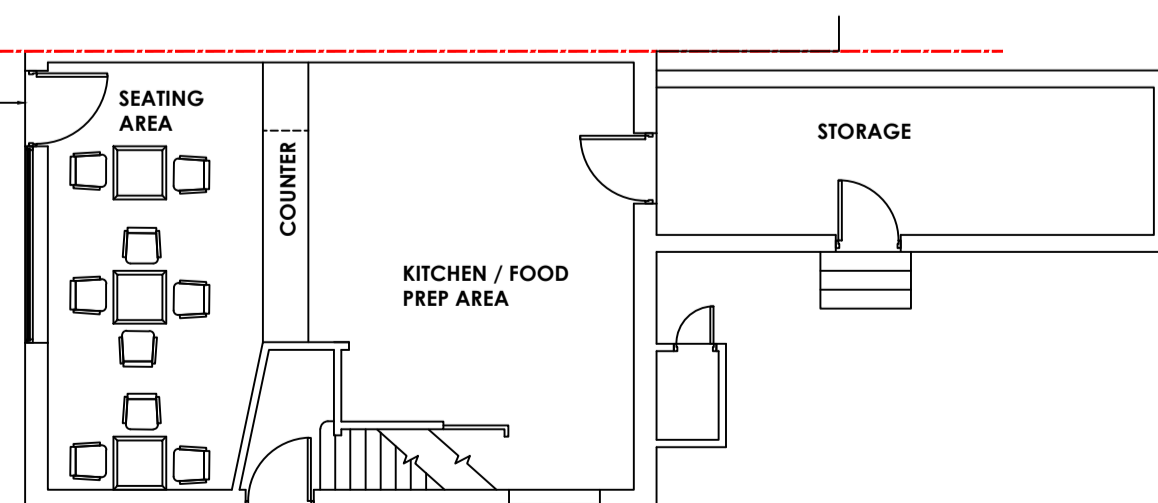 SEATING
AREA
COUNTER
KITCHEN / FOOD
PREP AREA
STORAGE